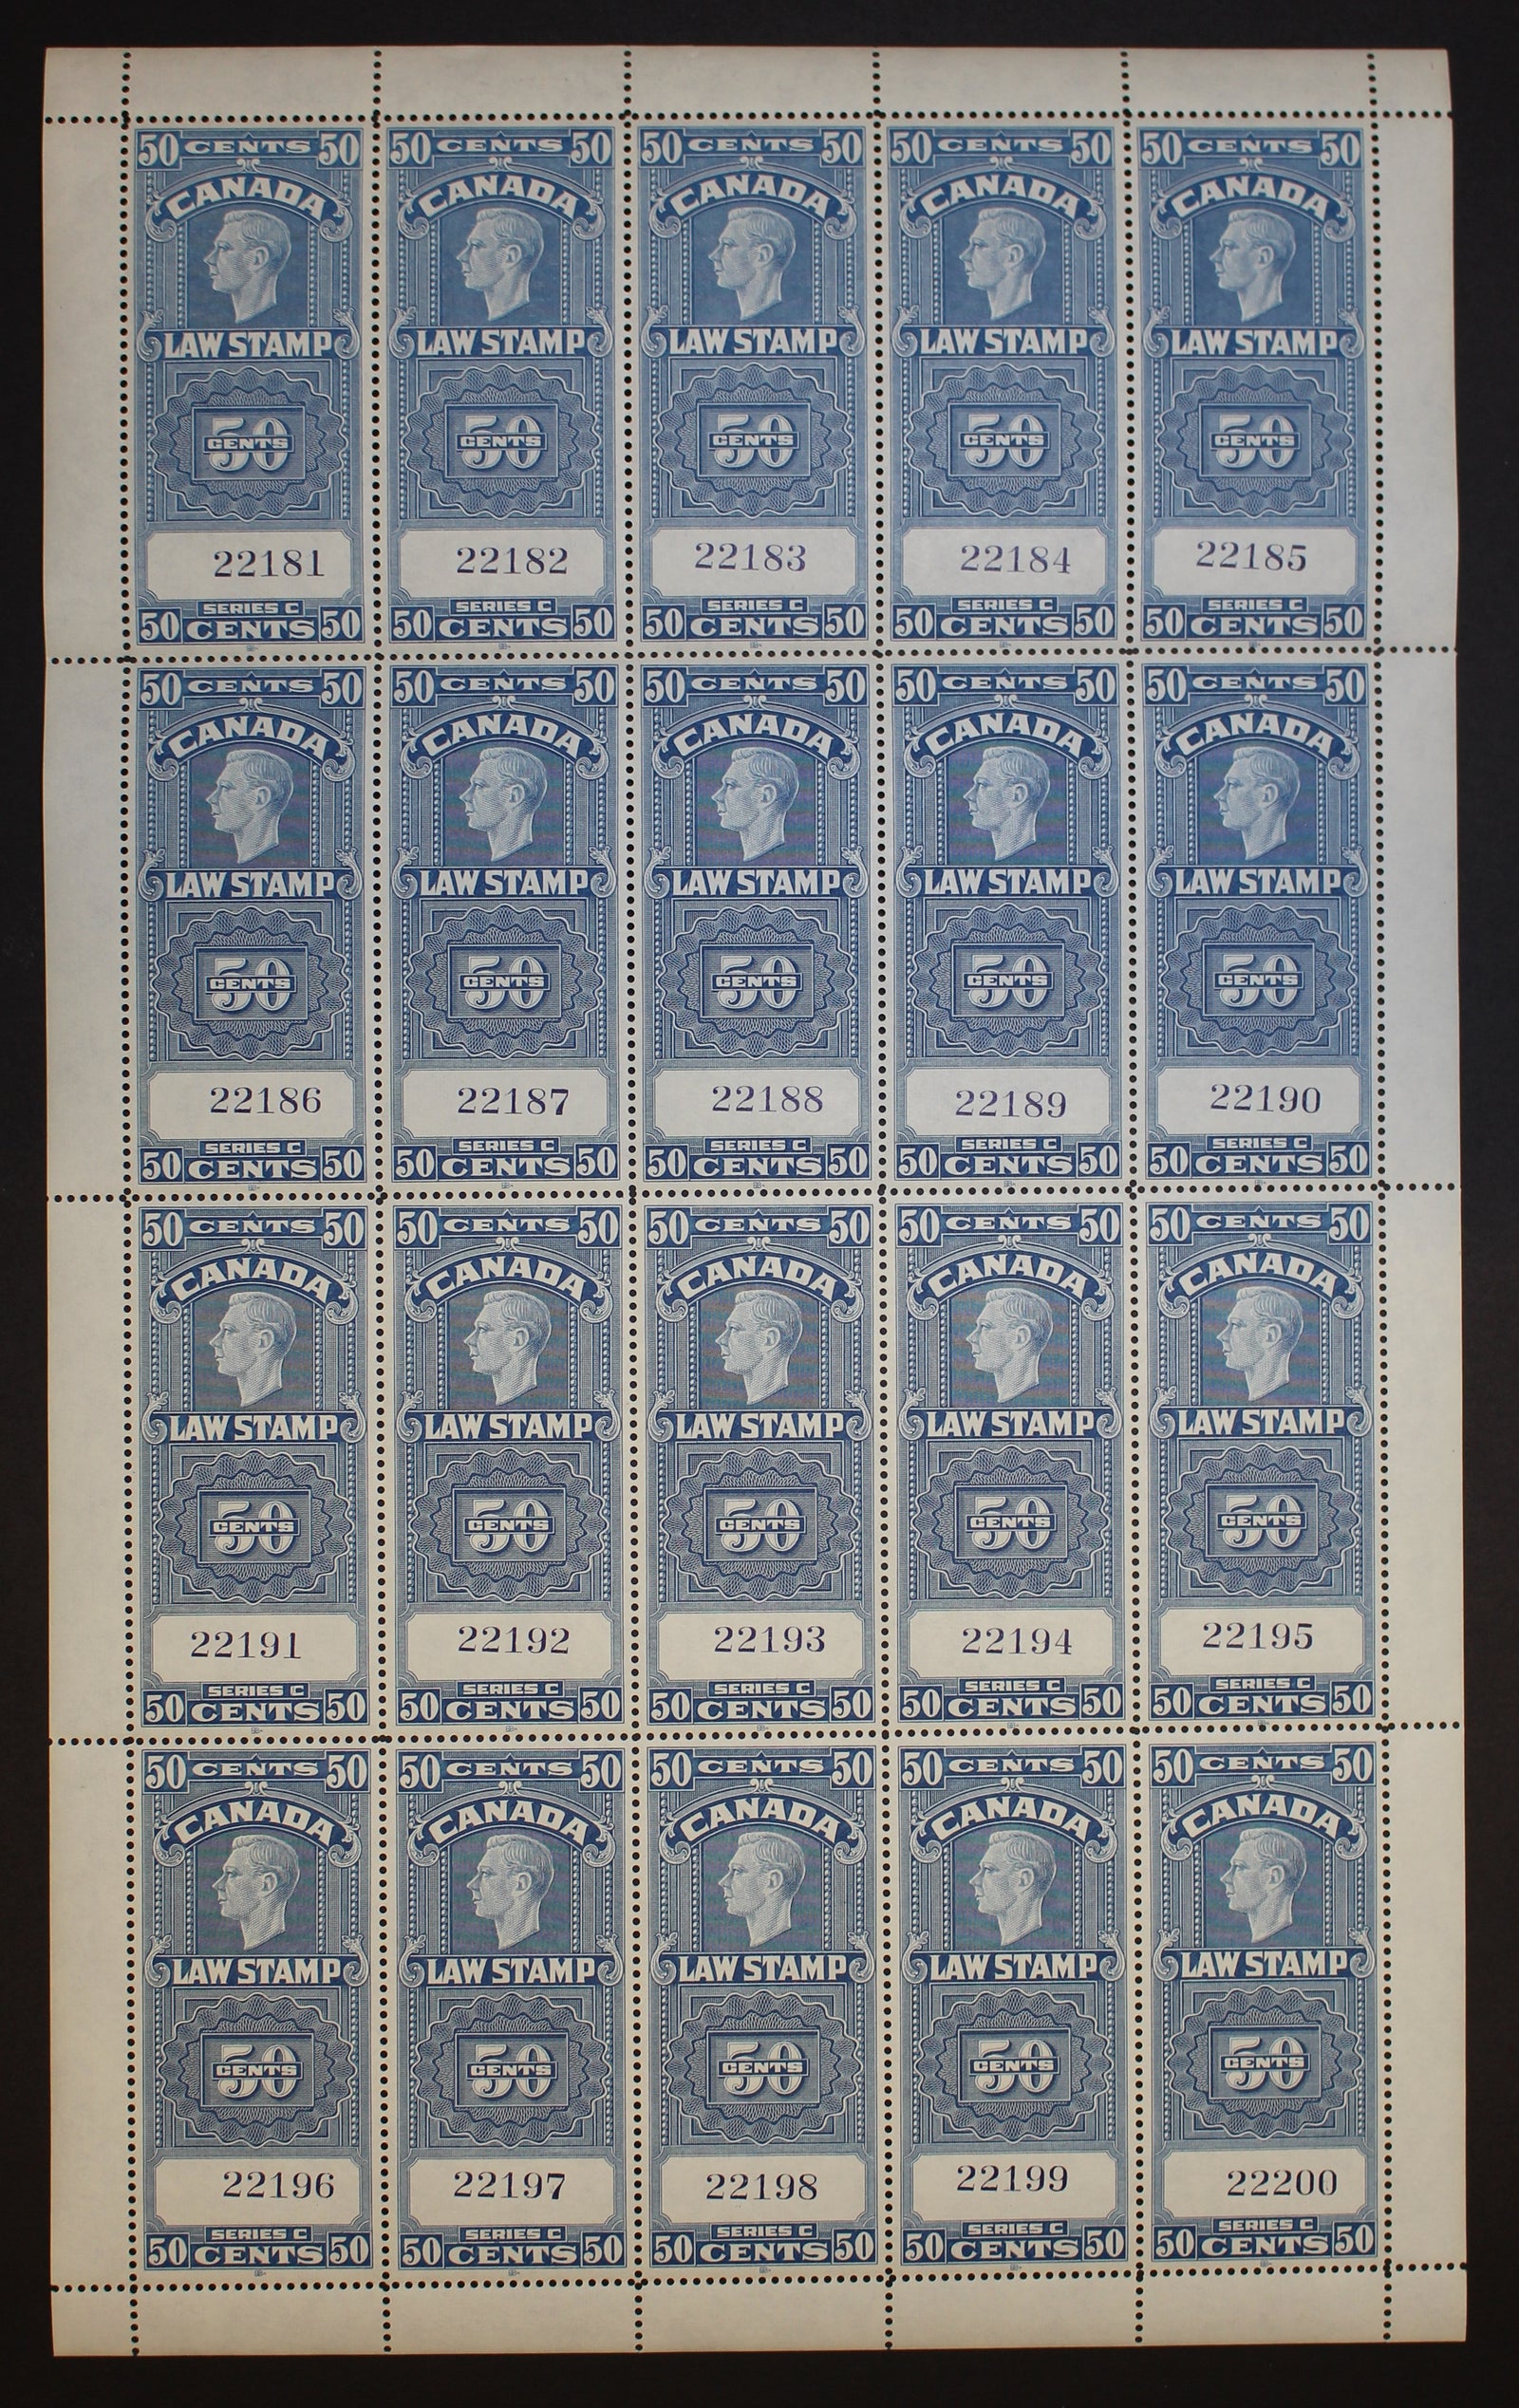 50 CENTS 50 50 CENTS 50 50 CENTS 50 50 CENTS 50 50 CENTS 50
CANADA CANADA CANADA CANADA CANADA
LAW STAMP LAW STAMP LAW STAMP LAW STAMP LAW STAMP
50 CENTS 50 CENTS 50 CENTS 50 CENTS 50 CENTS
22181 22182 22183 22184 22185
SERIES C SERIES C SERIES C SERIES C SERIES C
50 CENTS 50 50 CENTS 50 50 CENTS 50 50 CENTS 50 50 CENTS 50
50 CENTS 50 50 CENTS 50 50 CENTS 50 50 CENTS 50 50 CENTS 50
CANADA CANADA CANADA CANADA CANADA
LAW STAMP LAW STAMP LAW STAMP LAW STAMP LAW STAMP
50 CENTS 50 CENTS 50 CENTS 50 CENTS 50 CENTS
22186 22187 22188 22189 22190
SERIES C SERIES C SERIES C SERIES C SERIES C
50 CENTS 50 50 CENTS 50 50 CENTS 50 50 CENTS 50 50 CENTS 50
50 CENTS 50 50 CENTS 50 50 CENTS 50 50 CENTS 50 50 CENTS 50
CANADA CANADA CANADA CANADA CANADA
LAW STAMP LAW STAMP LAW STAMP LAW STAMP LAW STAMP
50 CENTS 50 CENTS 50 CENTS 50 CENTS 50 CENTS
22191 22192 22193 22194 22195
SERIES C SERIES C SERIES C SERIES C SERIES C
50 CENTS 50 50 CENTS 50 50 CENTS 50 50 CENTS 50 50 CENTS 50
50 CENTS 50 50 CENTS 50 50 CENTS 50 50 CENTS 50 50 CENTS 50
CANADA CANADA CANADA CANADA CANADA
LAW STAMP LAW STAMP LAW STAMP LAW STAMP LAW STAMP
50 CENTS 50 CENTS 50 CENTS 50 CENTS 50 CENTS
22196 22197 22198 22199 22200
SERIES C SERIES C SERIES C SERIES C SERIES C
50 CENTS 50 50 CENTS 50 50 CENTS 50 50 CENTS 50 50 CENTS 50